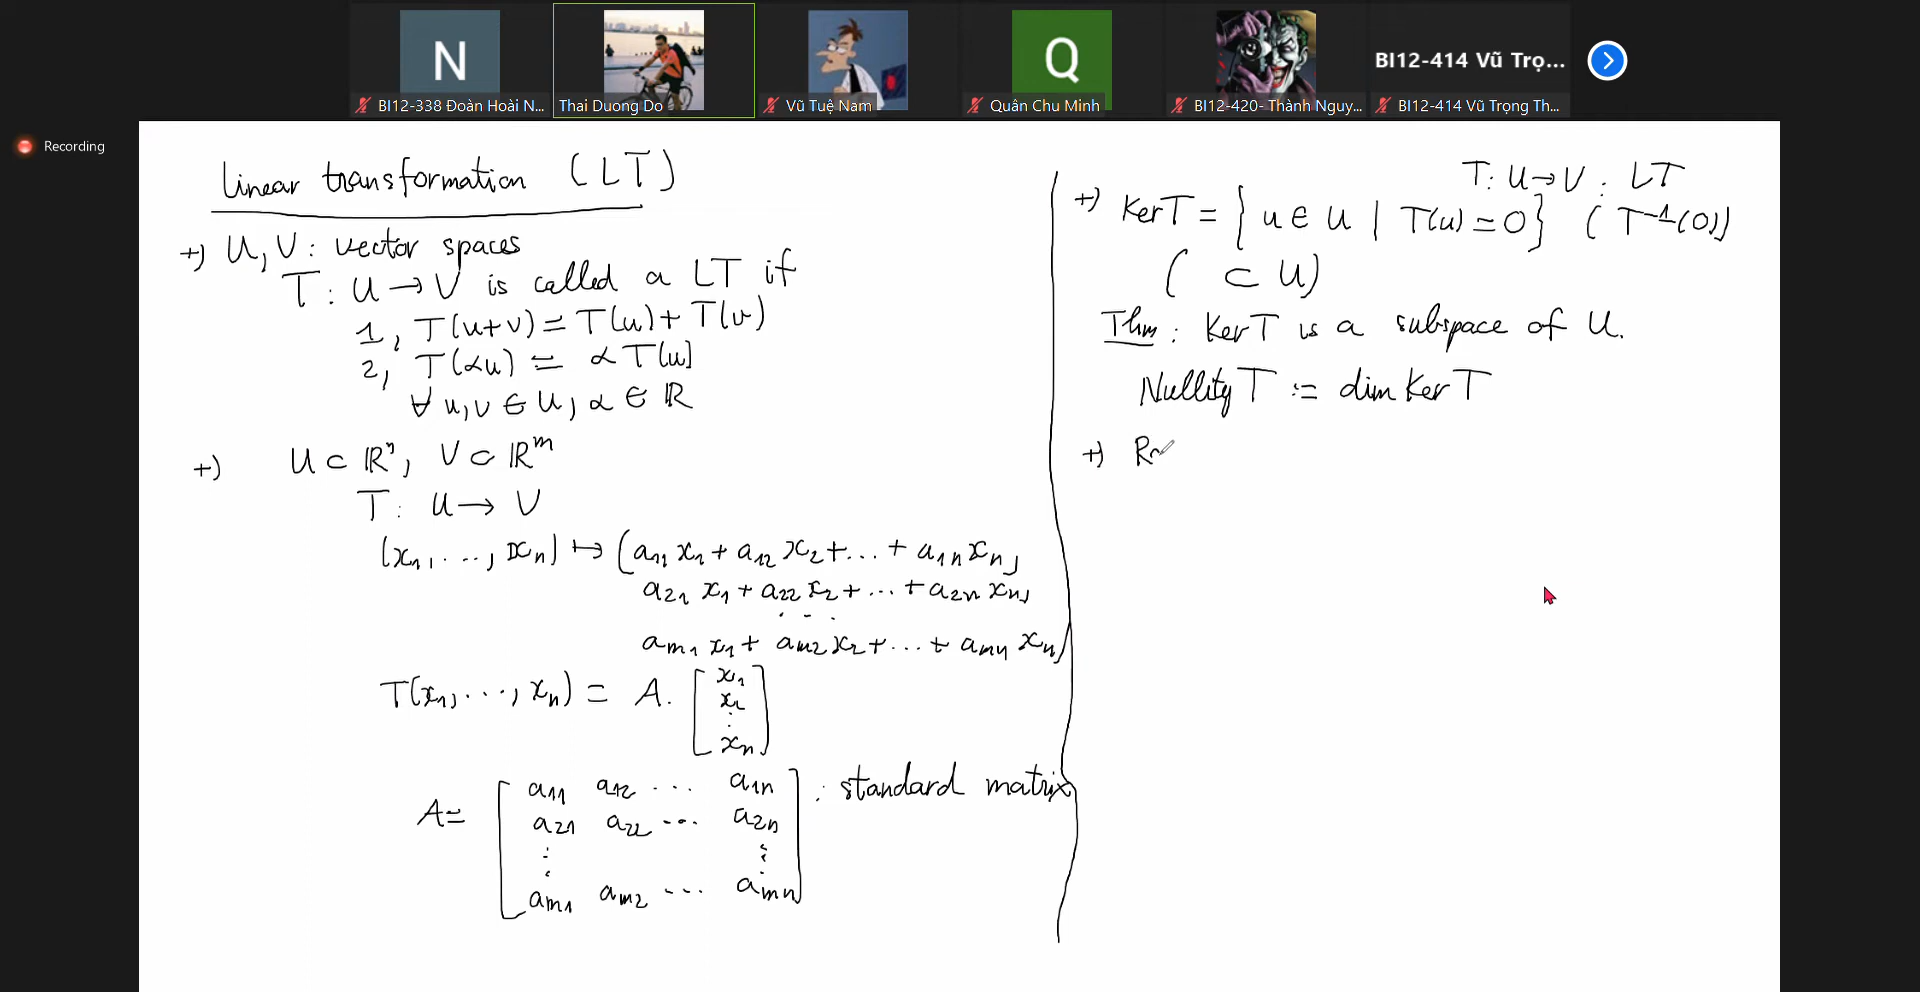 N
BI12-338 Đoàn Hoài N...
Thai Duong Do
Vũ Tuệ Nam
Q
Quân Chu Minh
BI12-420- Thành Nguy...
BI12-414 Vũ Trọ...
BI12-414 Vũ Trọng Th...
Recording
Linear transformation (LT)
+) U, V: vector spaces
T: U → V is called a LT if
1, T(u+v) = T(u) + T(v)
2, T(αu) = αT(u)
∀ u,v ∈ U, α ∈ ℝ
+) U ⊂ ℝⁿ, V ⊂ ℝᵐ
T: U → V
(x₁, ..., xₙ) ↦ (a₁₁x₁ + a₁₂x₂ + ... + a₁ₙxₙ,
a₂₁x₁ + a₂₂x₂ + ... + a₂ₙxₙ,
...
aₘ₁x₁ + aₘ₂x₂ + ... + aₘₙxₙ)
T(x₁, ..., xₙ) = A. [x₁ x₂ ⋮ xₙ]
A = [a₁₁ a₁₂ ... a₁ₙ : standard matrix
a₂₁ a₂₂ ... a₂ₙ
⋮ ⋮
aₘ₁ aₘ₂ ... aₘₙ]
T: U → V : LT
+) KerT = {u ∈ U | T(u) = 0} (T⁻¹(0))
( ⊂ U)
Thm: KerT is a subspace of U.
Nullity T := dim Ker T
+) Ra